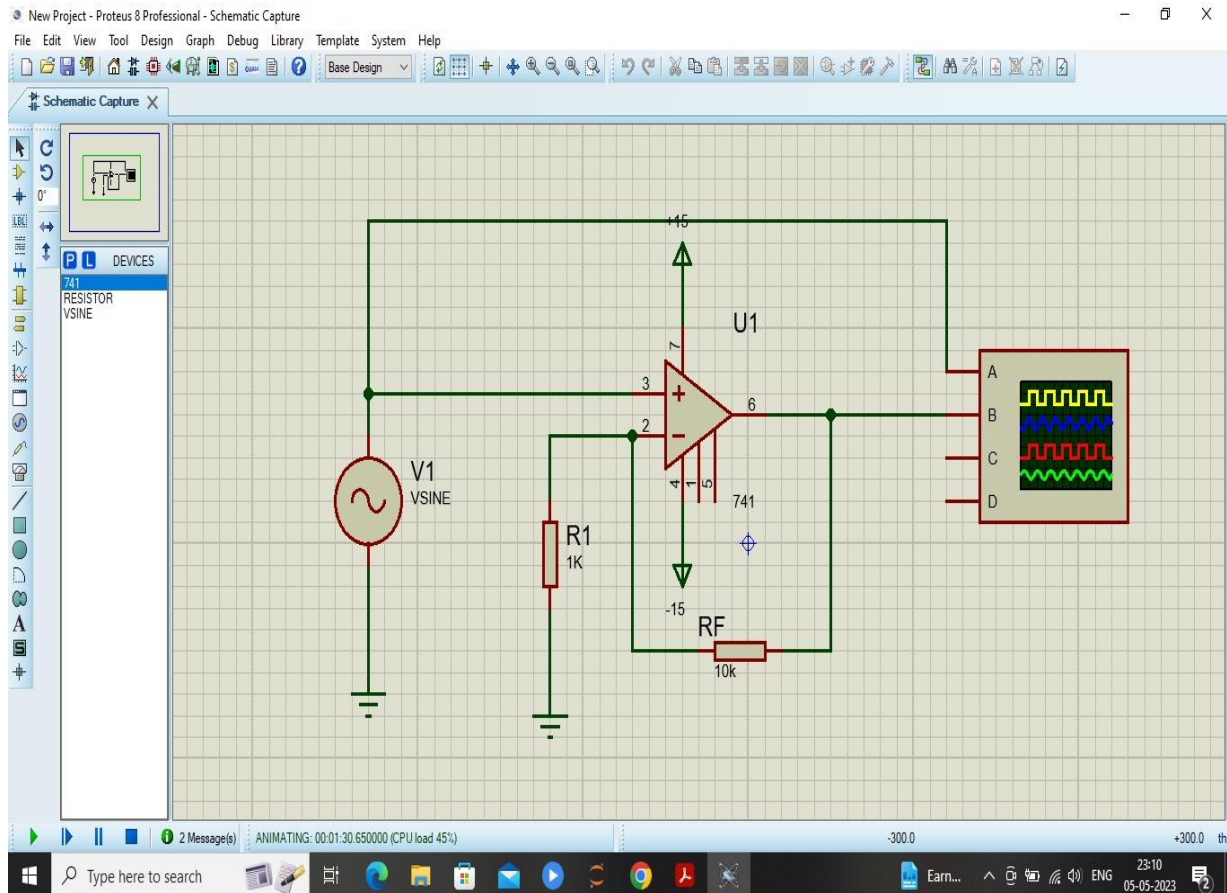 New Project - Proteus 8 Professional - Schematic Capture
File Edit View Tool Design Graph Debug Library Template System Help
Base Design
Schematic Capture
0°
LBL
P L DEVICES
741
RESISTOR
VSINE
+15
U1
7
3
6
2
4
1
5
741
V1
VSINE
R1
1K
-15
RF
10k
A
B
C
D
A
S
2 Message(s) ANIMATING: 00:01:30.650000 (CPU load 45%) -300.0 +300.0 th
Type here to search Earn... ENG 23:10
05-05-2023 2